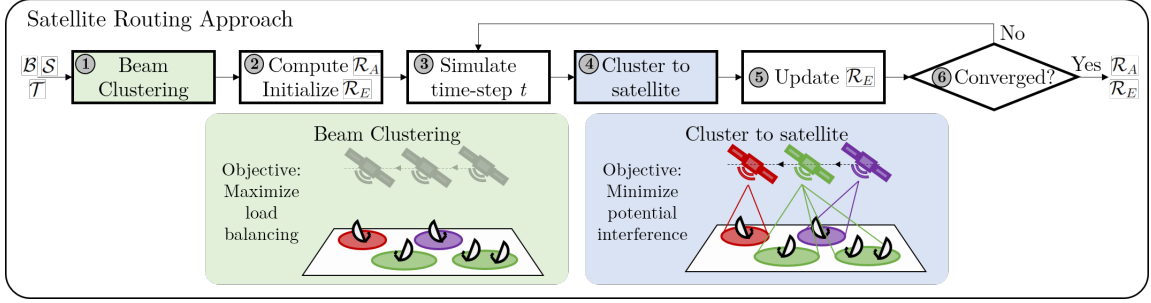 Satellite Routing Approach
No
ℬ 𝒮
𝒯
1 Beam
Clustering
2 Compute ℛ_A
Initialize ℛ_E
3 Simulate
time-step t
4 Cluster to
satellite
5 Update ℛ_E
6 Converged?
Yes
ℛ_A
ℛ_E
Beam Clustering
Objective:
Maximize
load
balancing
Cluster to satellite
Objective:
Minimize
potential
interference